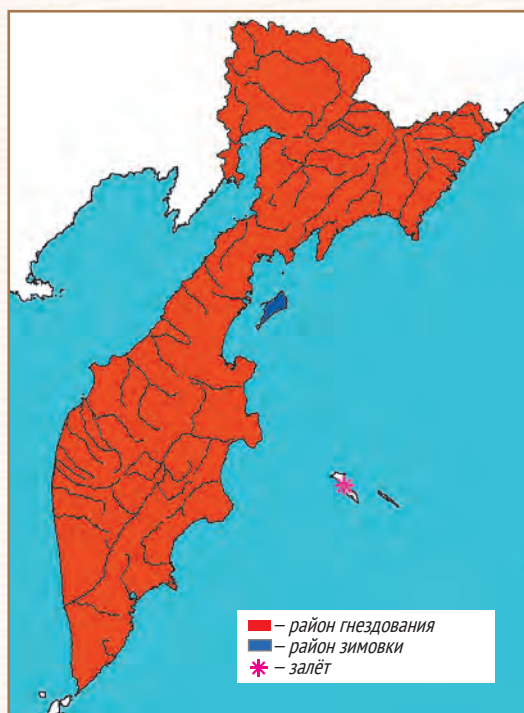 – район гнездования
– район зимовки
– залёт